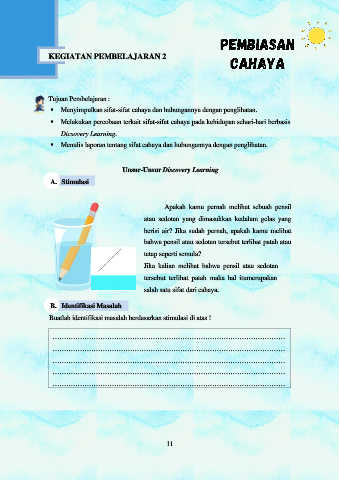 PEMBIASAN
CAHAYA
KEGIATAN PEMBELAJARAN 2
Tujuan Pembelajaran :
• Menyimpulkan sifat-sifat cahaya dan hubungannya dengan penglihatan.
• Melakukan percobaan terkait sifat-sifat cahaya pada kehidupan sehari-hari berbasis
Discovery Learning.
• Menulis laporan tentang sifat cahaya dan hubungannya dengan penglihatan.
Unsur-Unsur Discovery Learning
A. Stimulasi
Apakah kamu pernah melihat sebuah pensil
atau sedotan yang dimasukkan kedalam gelas yang
berisi air? Jika sudah pernah, apakah kamu melihat
bahwa pensil atau sedotan tersebut terlihat patah atau
tetap seperti semula?
Jika kalian melihat bahwa pensil atau sedotan
tersebut terlihat patah maka hal itumerupakan
salah satu sifat dari cahaya.
B. Identifikasi Masalah
Buatlah identifikasi masalah berdasarkan stimulasi di atas !
11